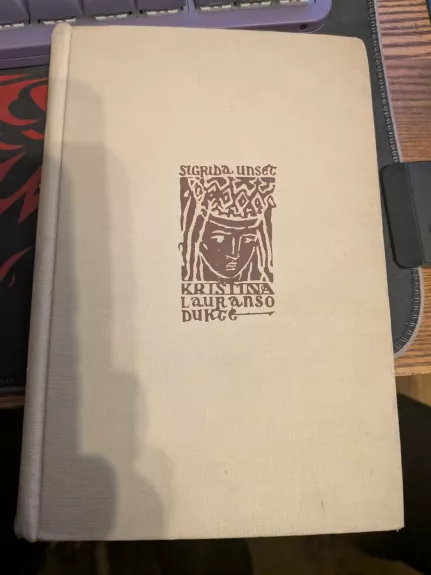 SIGRIDA UNSET
KRISTINA
LAURANSO
DUKTĖ